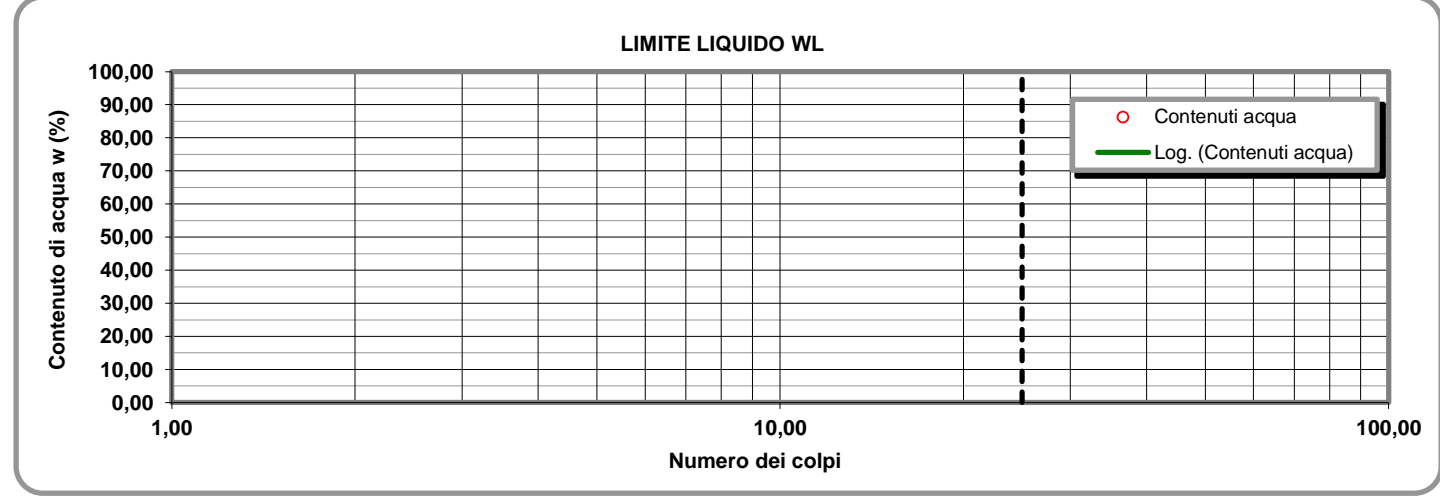 LIMITE LIQUIDO WL
100,00
90,00
80,00
70,00
60,00
50,00
40,00
30,00
20,00
10,00
0,00
Contenuto di acqua w (%)
Contenuti acqua
Log. (Contenuti acqua)
1,00
10,00
100,00
Numero dei colpi